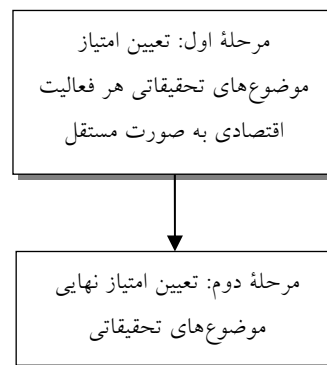 مرحلهٔ اول: تعیین امتیاز
موضوع‌های تحقیقاتی هر فعالیت
اقتصادی به صورت مستقل
مرحلهٔ دوم: تعیین امتیاز نهایی
موضوع‌های تحقیقاتی